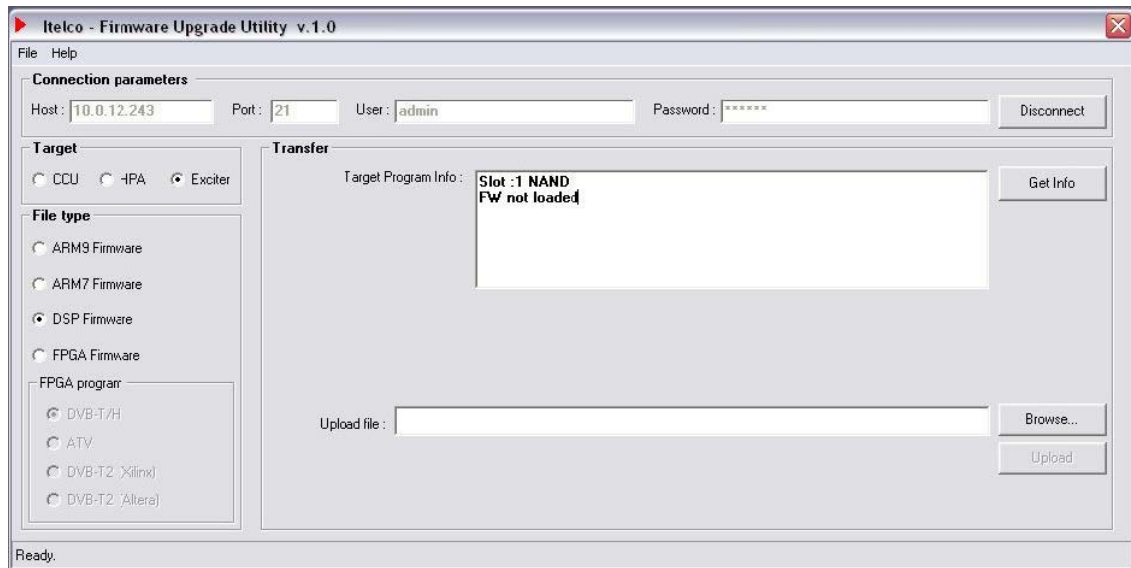 Itelco - Firmware Upgrade Utility v.1.0
File Help
Connection parameters
Host : 10.0.12.243 Port : 21 User : admin Password : ****** Disconnect
Target
CCU HPA Exciter
File type
ARM9 Firmware
ARM7 Firmware
DSP Firmware
FPGA Firmware
FPGA program
DVB-T/H
ATV
DVB-T2 (Xilinx)
DVB-T2 (Altera)
Transfer
Target Program Info : Slot :1 NAND
FW not loaded
Get Info
Upload file :
Browse...
Upload
Ready.